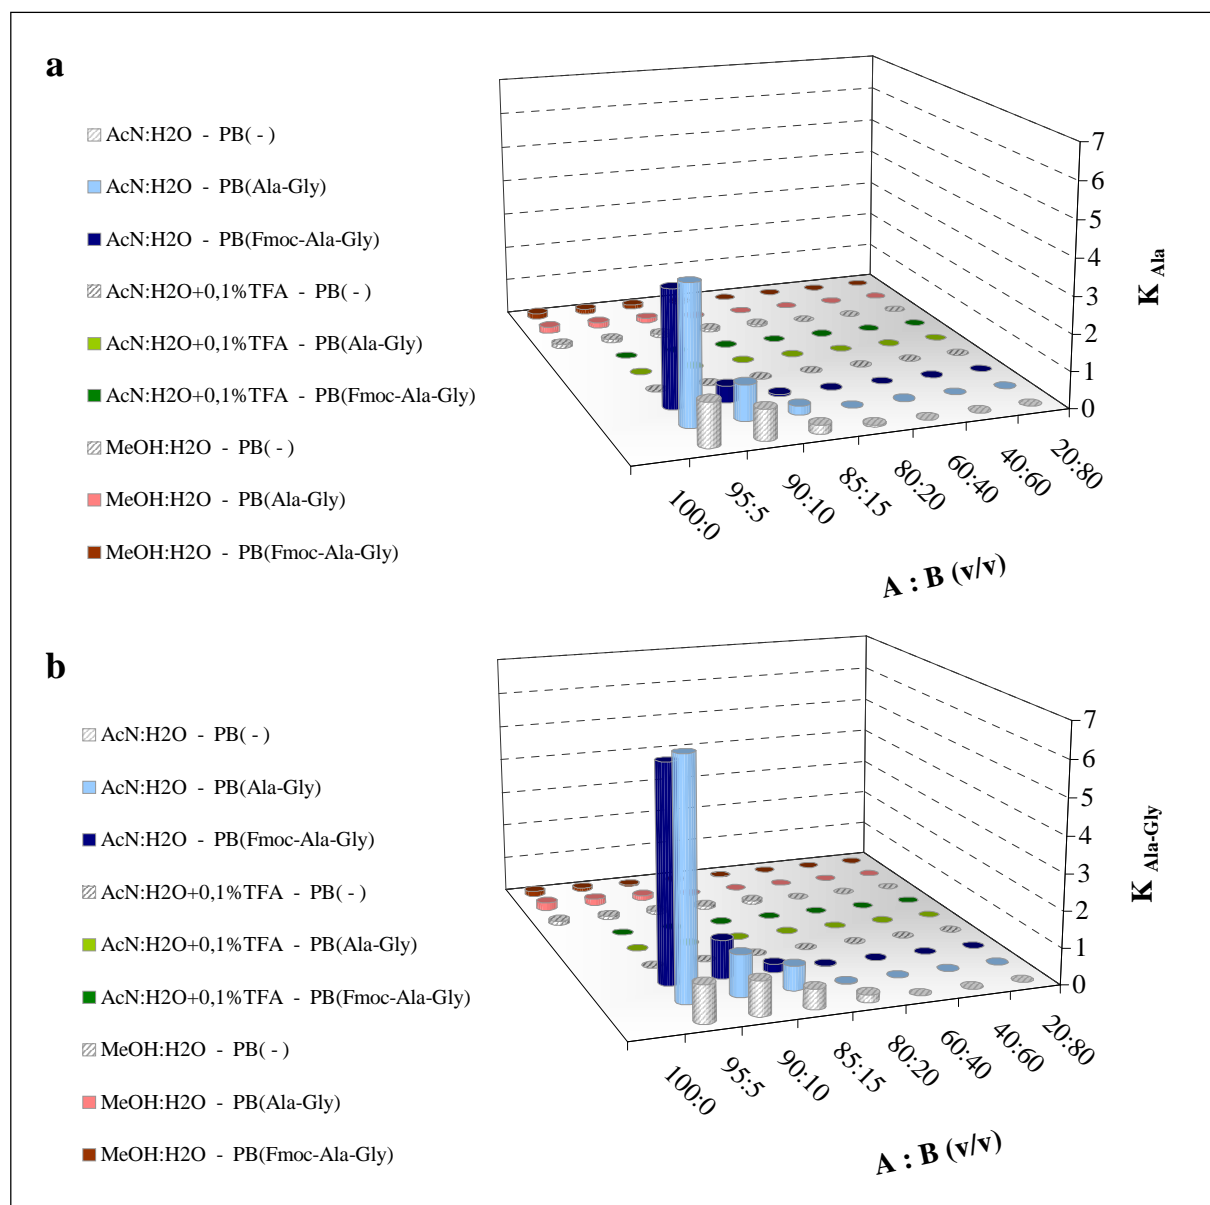 a
AcN:H2O - PB( - )
AcN:H2O - PB(Ala-Gly)
AcN:H2O - PB(Fmoc-Ala-Gly)
AcN:H2O+0,1%TFA - PB( - )
AcN:H2O+0,1%TFA - PB(Ala-Gly)
AcN:H2O+0,1%TFA - PB(Fmoc-Ala-Gly)
MeOH:H2O - PB( - )
MeOH:H2O - PB(Ala-Gly)
MeOH:H2O - PB(Fmoc-Ala-Gly)
7
6
5
4
3
2
1
0
K Ala
100:0
95:5
90:10
85:15
80:20
60:40
40:60
20:80
A : B (v/v)
b
AcN:H2O - PB( - )
AcN:H2O - PB(Ala-Gly)
AcN:H2O - PB(Fmoc-Ala-Gly)
AcN:H2O+0,1%TFA - PB( - )
AcN:H2O+0,1%TFA - PB(Ala-Gly)
AcN:H2O+0,1%TFA - PB(Fmoc-Ala-Gly)
MeOH:H2O - PB( - )
MeOH:H2O - PB(Ala-Gly)
MeOH:H2O - PB(Fmoc-Ala-Gly)
7
6
5
4
3
2
1
0
K Ala-Gly
100:0
95:5
90:10
85:15
80:20
60:40
40:60
20:80
A : B (v/v)